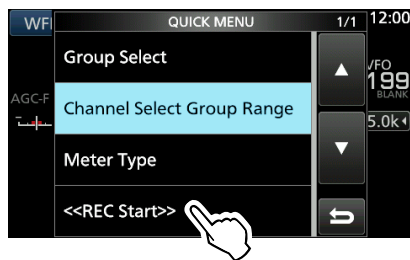 WF
QUICK MENU 1/1 12:00
Group Select
VFO
199
BLANK
AGC-F
Channel Select Group Range
5.0k
Meter Type
<<REC Start>>